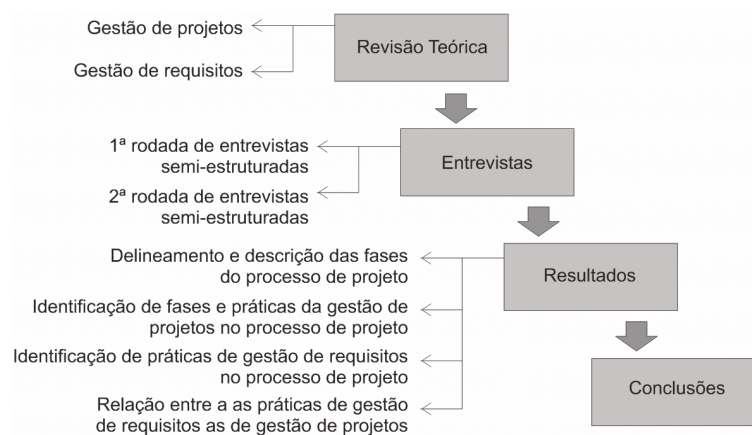 Gestão de projetos
Gestão de requisitos
Revisão Teórica
1ª rodada de entrevistas
semi-estruturadas
2ª rodada de entrevistas
semi-estruturadas
Entrevistas
Delineamento e descrição das fases
do processo de projeto
Identificação de fases e práticas da gestão de
projetos no processo de projeto
Identificação de práticas de gestão de requisitos
no processo de projeto
Relação entre a as práticas de gestão
de requisitos as de gestão de projetos
Resultados
Conclusões